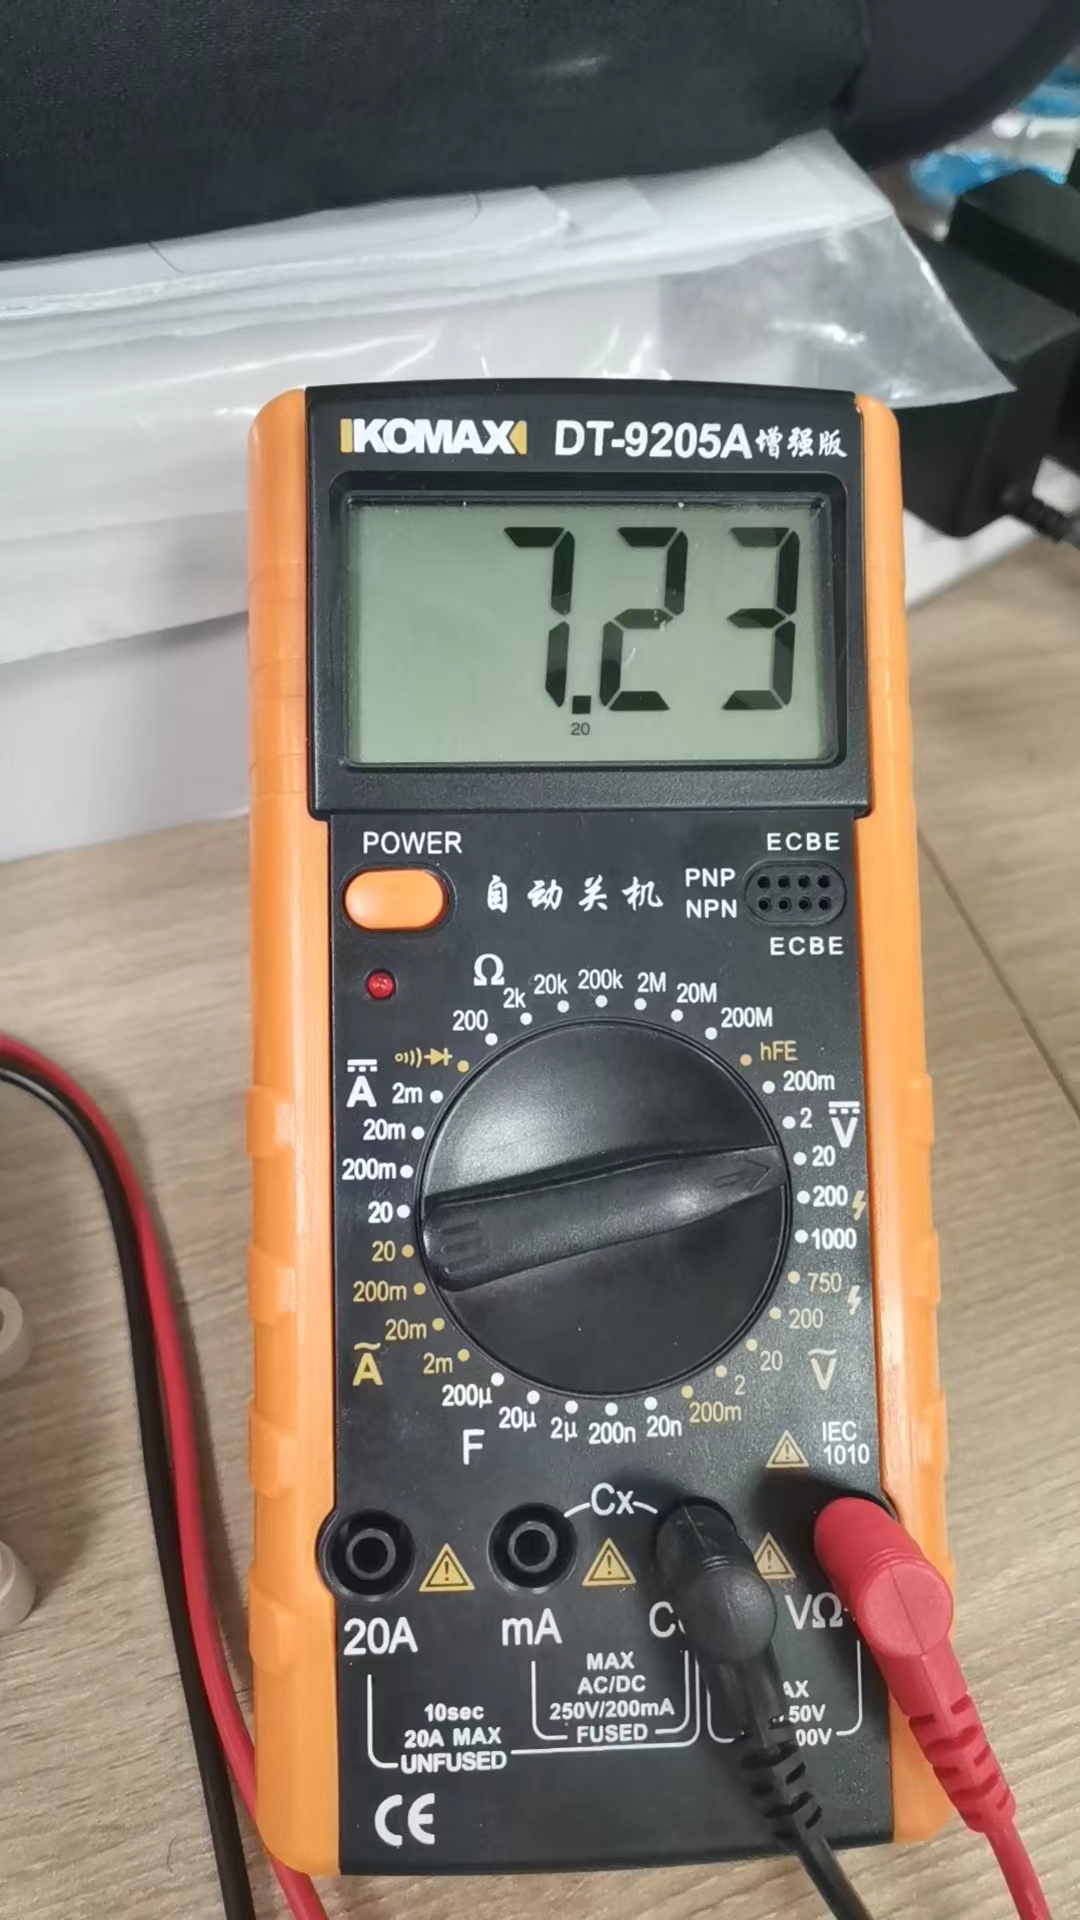 KOMAX DT-9205A增强版
7.23
20
POWER
自动关机
ECBE
PNP
NPN
ECBE
Ω
200
2k
20k
200k
2M
20M
200M
hFE
A
2m
20m
200m
20
20
200m
20m
2m
A
200m
2
V
20
200
1000
750
200
20
V
2
200m
200μ
20μ
2μ
200n
20n
F
IEC
1010
Cx
20A
mA
VΩ
MAX
AC/DC
250V/200mA
FUSED
10sec
20A MAX
UNFUSED
CE